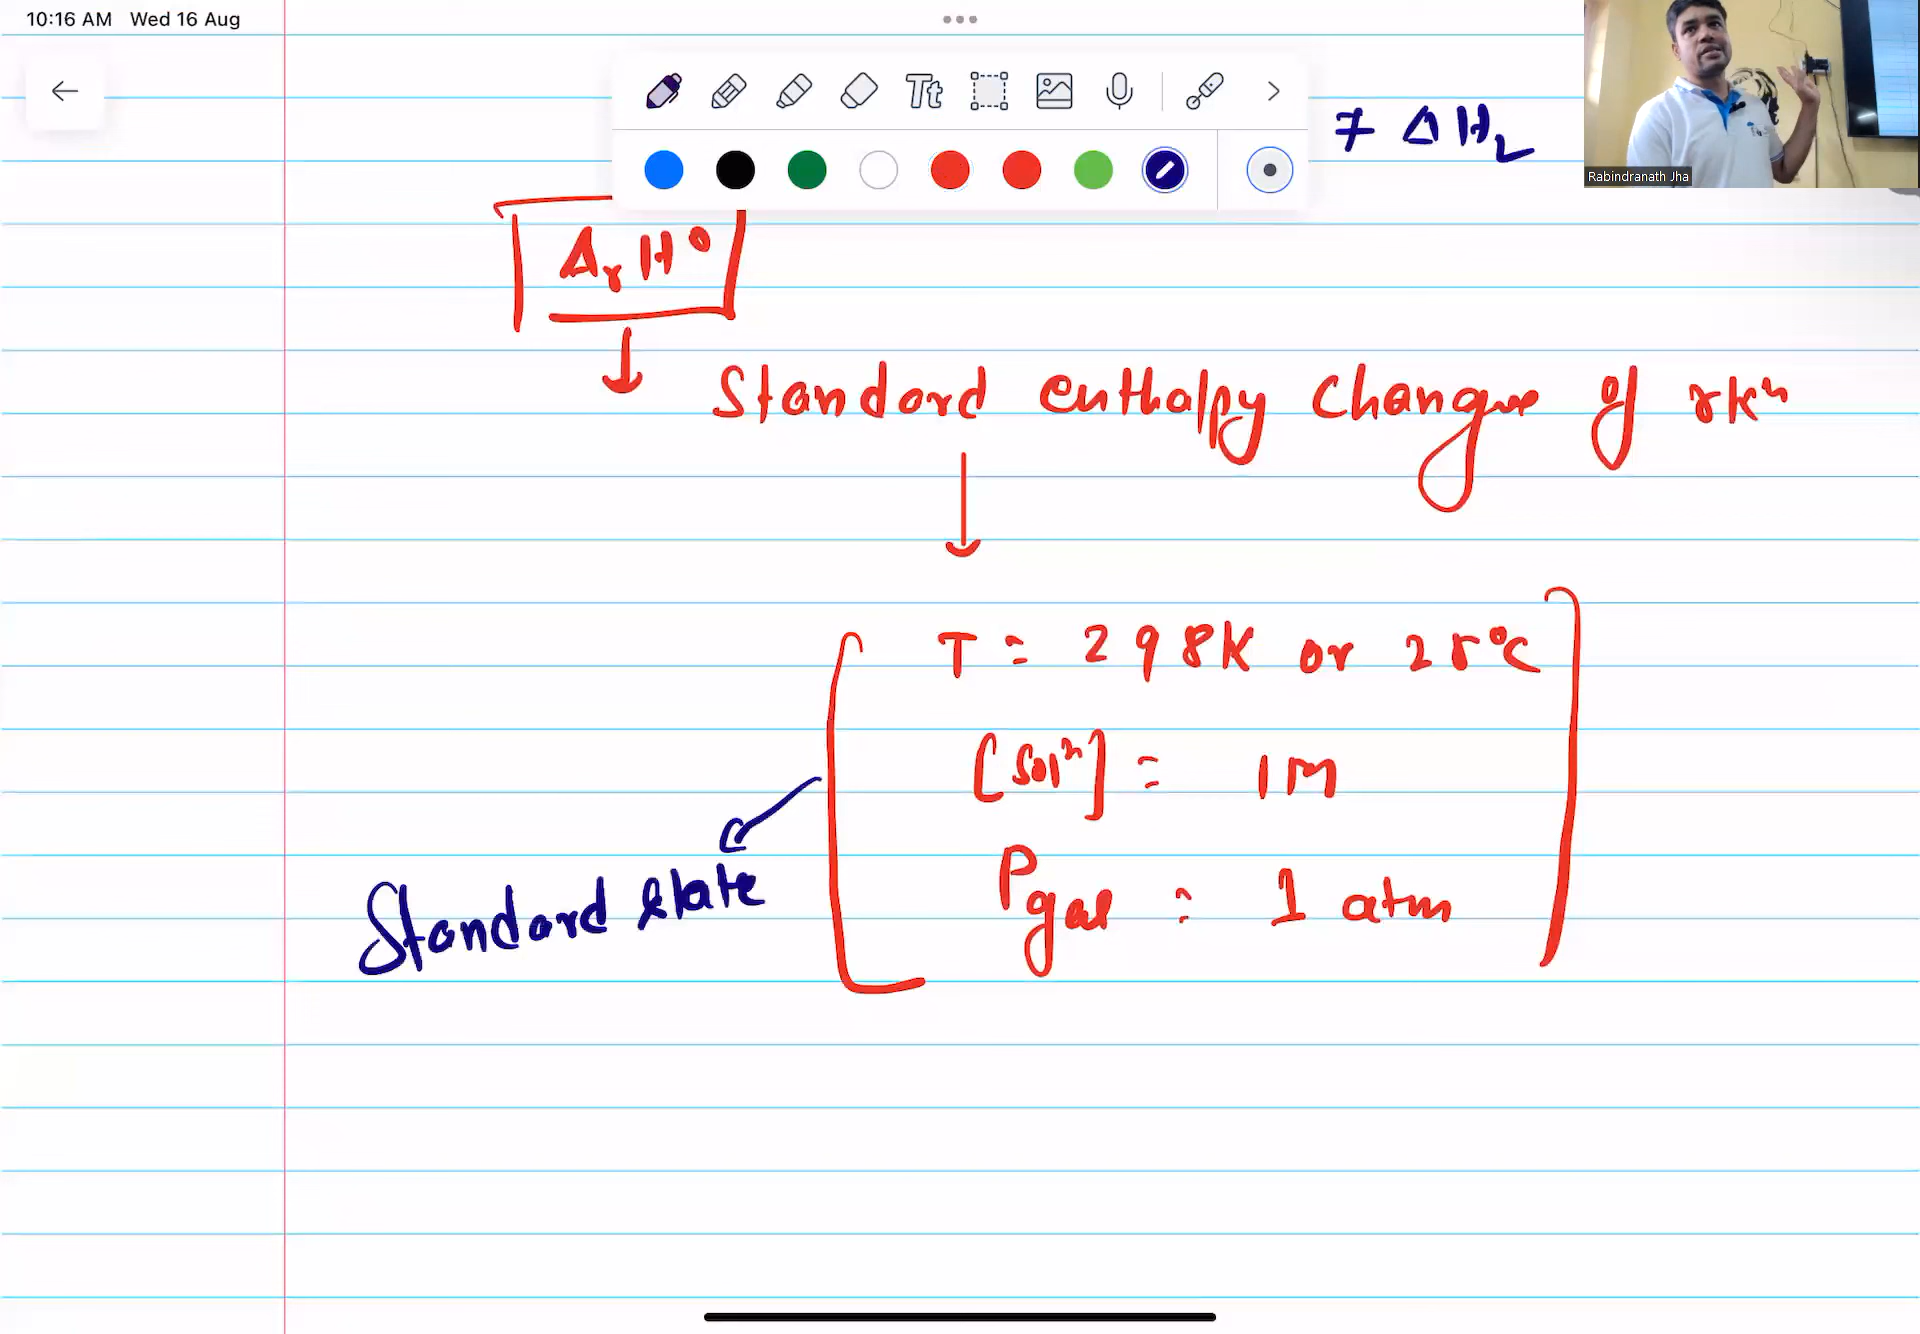 10:16 AM Wed 16 Aug
Tt
≠ ΔH₂
Rabindranath Jha
ΔᵣH°
Standard enthalpy change of rxⁿ
T = 298K or 25°C
[Solⁿ] = 1M
Pgas = 1 atm
Standard state